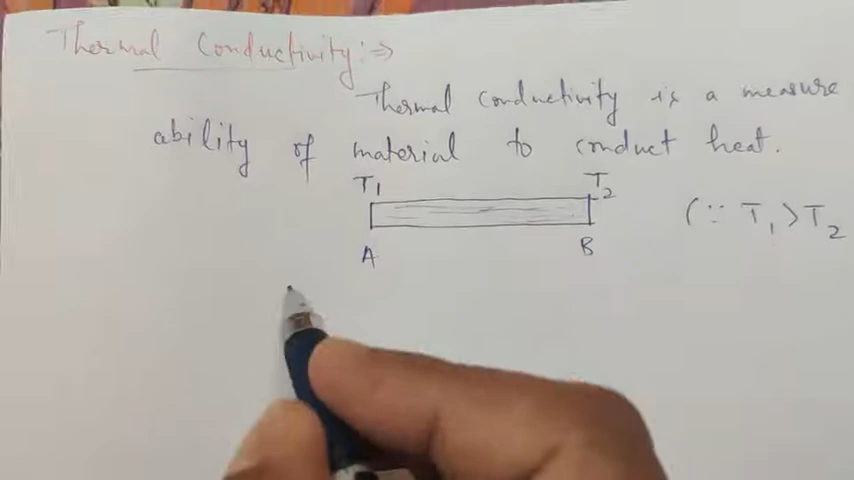 Thermal Conductivity :⇒
Thermal conductivity is a measure
ability of material to conduct heat.
T1 T2
(∵ T1 > T2
A B